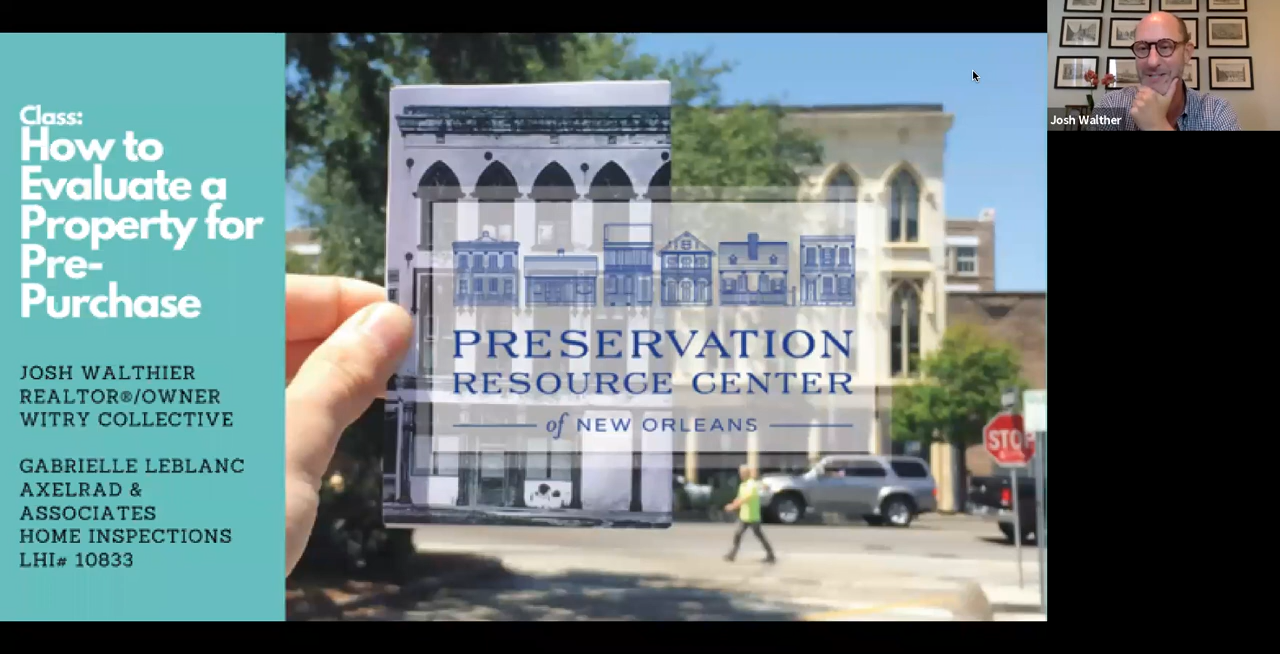 Class:
How to
Evaluate a
Property for
Pre-
Purchase
JOSH WALTHIER
REALTOR®/OWNER
WITRY COLLECTIVE
GABRIELLE LEBLANC
AXELRAD &
ASSOCIATES
HOME INSPECTIONS
LHI# 10833
PRESERVATION
RESOURCE CENTER
of NEW ORLEANS
STOP
Josh Walther